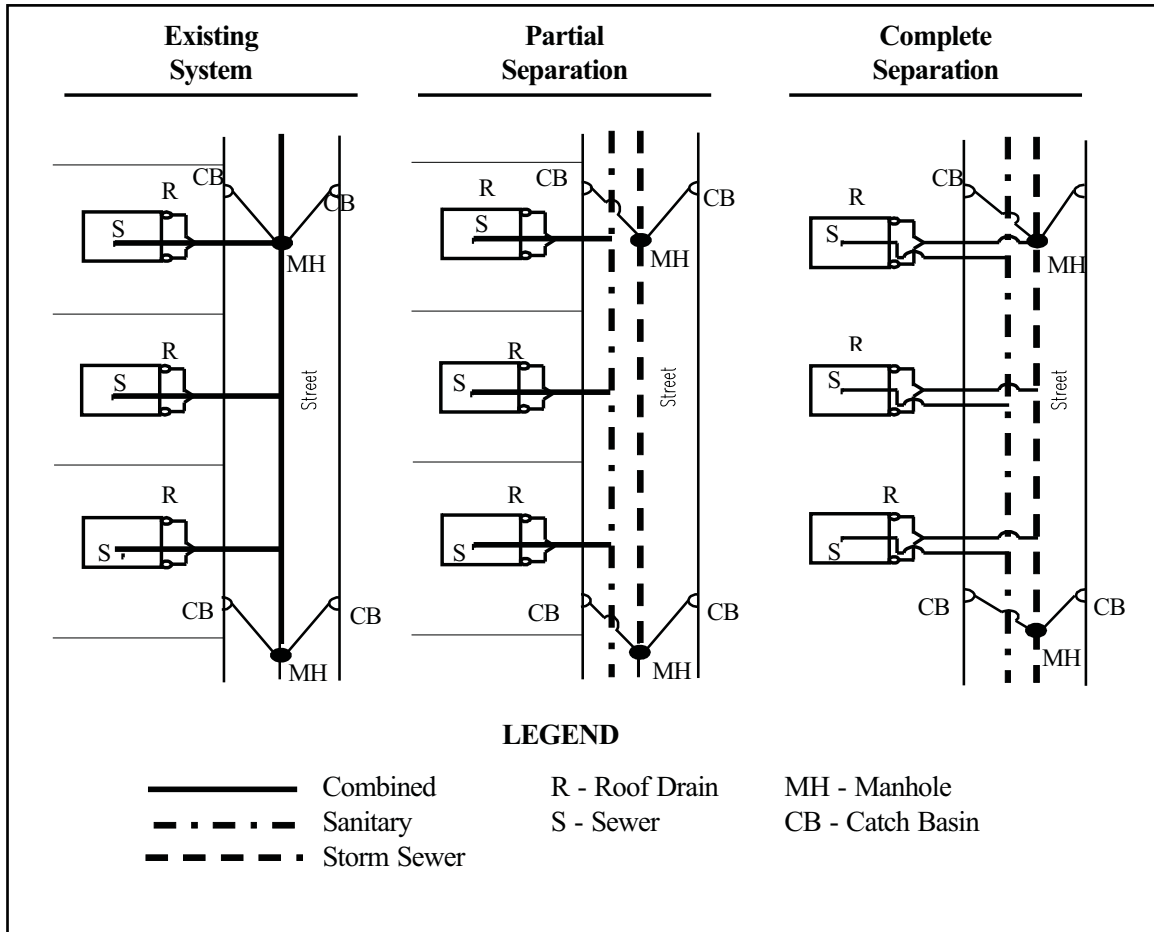 Existing
System
Partial
Separation
Complete
Separation
CB
R
CB
S
MH
R
S
Street
R
S
CB
CB
MH
CB
R
CB
S
MH
R
S
Street
R
S
CB
CB
MH
CB
R
CB
S
MH
R
S
Street
R
S
CB
CB
MH
LEGEND
Combined
Sanitary
Storm Sewer
R - Roof Drain
S - Sewer
MH - Manhole
CB - Catch Basin